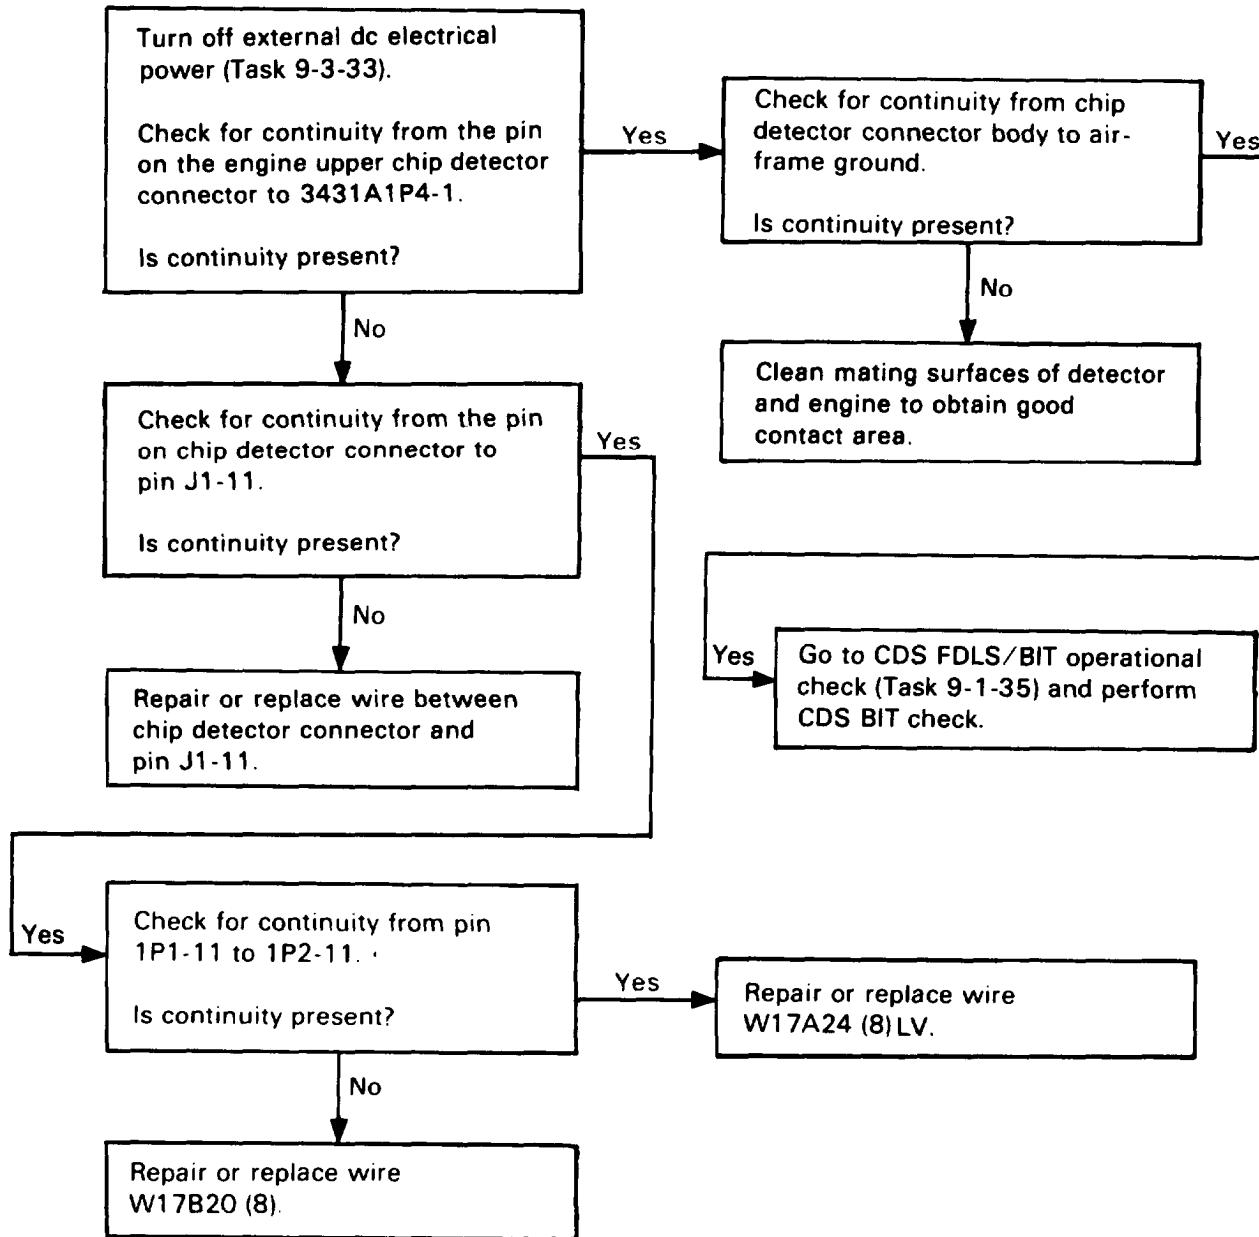 Turn off external dc electrical
power (Task 9-3-33).
Check for continuity from the pin
on the engine upper chip detector
connector to 3431A1P4-1.
Is continuity present?
Yes
Check for continuity from chip
detector connector body to air-
frame ground.
Is continuity present?
Yes
No
Clean mating surfaces of detector
and engine to obtain good
contact area.
No
Check for continuity from the pin
on chip detector connector to
pin J1-11.
Is continuity present?
Yes
No
Repair or replace wire between
chip detector connector and
pin J1-11.
Yes
Go to CDS FDLS/BIT operational
check (Task 9-1-35) and perform
CDS BIT check.
Yes
Check for continuity from pin
1P1-11 to 1P2-11.
Is continuity present?
Yes
Repair or replace wire
W17A24 (8) LV.
No
Repair or replace wire
W17B20 (8).